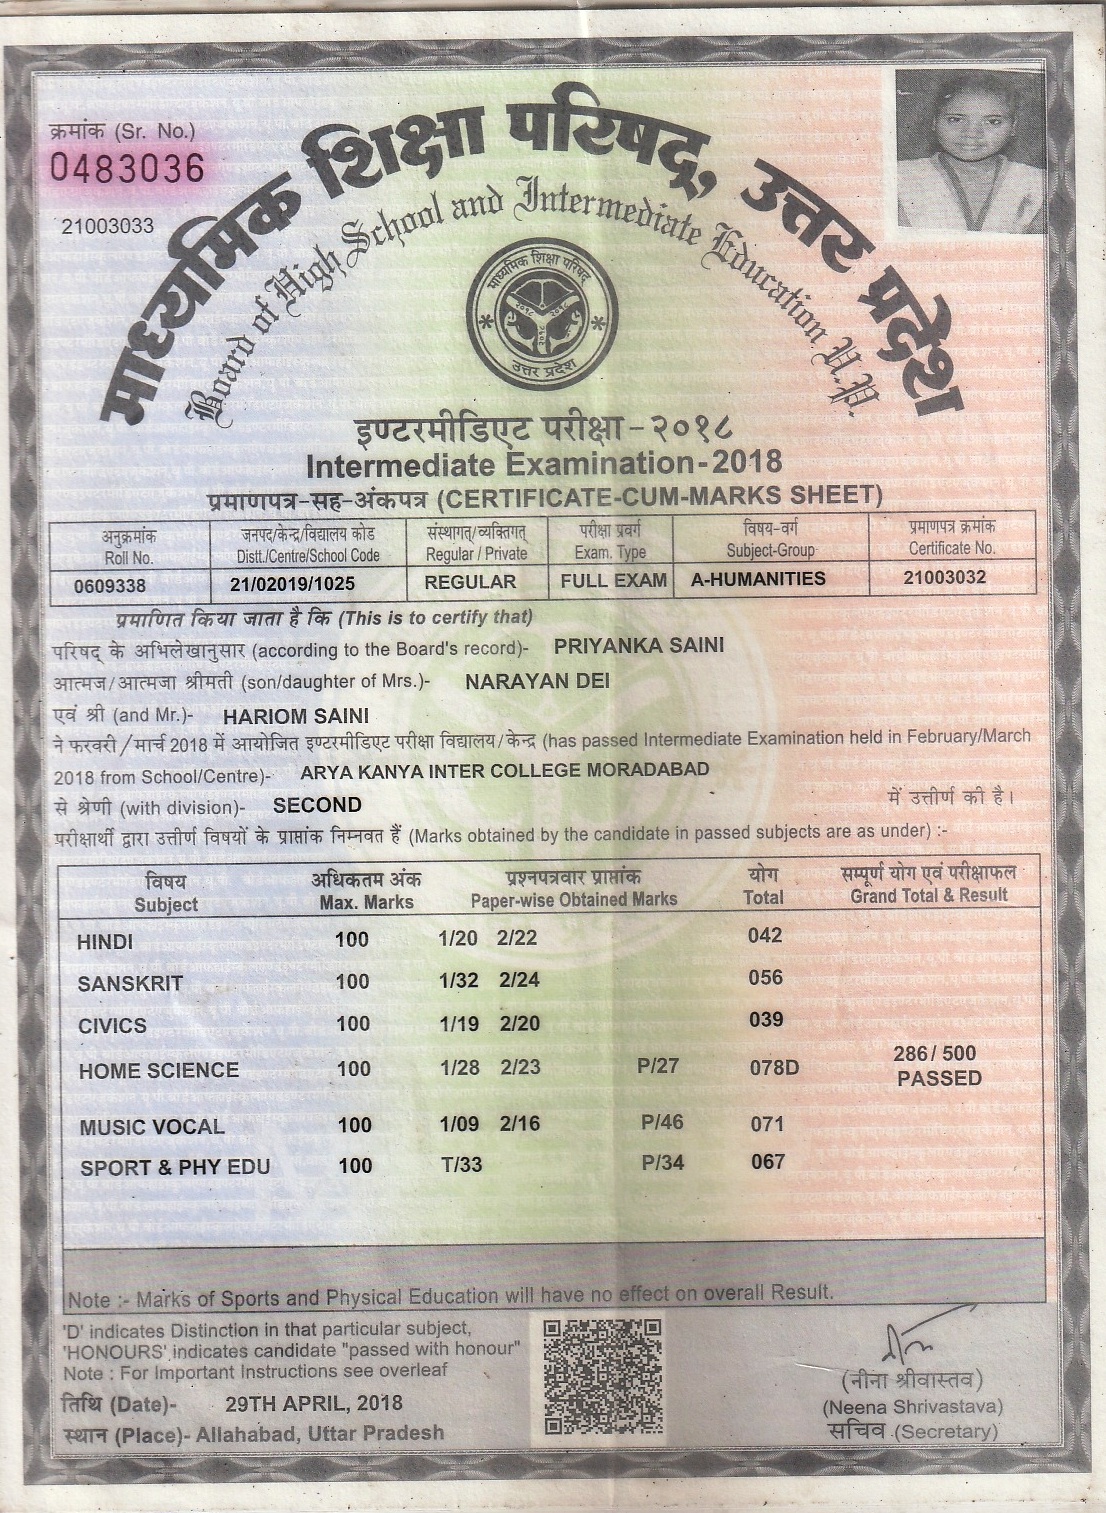 क्रमांक (Sr. No.)
0483036
21003033
माध्यमिक शिक्षा परिषद्, उत्तर प्रदेश
Board of High School and Intermediate Education U.P.
माध्यमिक शिक्षा परिषद्
उत्तर प्रदेश
इण्टरमीडिएट परीक्षा - २०१८
Intermediate Examination-2018
प्रमाणपत्र-सह-अंकपत्र (CERTIFICATE-CUM-MARKS SHEET)
अनुक्रमांक जनपद/केन्द्र/विद्यालय कोड संस्थागत/व्यक्तिगत् परीक्षा प्रवर्ग विषय-वर्ग प्रमाणपत्र क्रमांक
Roll No. Distt./Centre/School Code Regular / Private Exam. Type Subject-Group Certificate No.
0609338 21/02019/1025 REGULAR FULL EXAM A-HUMANITIES 21003032
प्रमाणित किया जाता है कि (This is to certify that)
परिषद् के अभिलेखानुसार (according to the Board's record)- PRIYANKA SAINI
आत्मज/आत्मजा श्रीमती (son/daughter of Mrs.)- NARAYAN DEI
एवं श्री (and Mr.)- HARIOM SAINI
ने फरवरी/मार्च 2018 में आयोजित इण्टरमीडिएट परीक्षा विद्यालय/केन्द्र (has passed Intermediate Examination held in February/March
2018 from School/Centre)- ARYA KANYA INTER COLLEGE MORADABAD
से श्रेणी (with division)- SECOND में उत्तीर्ण की है।
परीक्षार्थी द्वारा उत्तीर्ण विषयों के प्राप्तांक निम्नवत हैं (Marks obtained by the candidate in passed subjects are as under) :-
विषय अधिकतम अंक प्रश्नपत्रवार प्राप्तांक योग सम्पूर्ण योग एवं परीक्षाफल
Subject Max. Marks Paper-wise Obtained Marks Total Grand Total & Result
HINDI 100 1/20 2/22 042
SANSKRIT 100 1/32 2/24 056
CIVICS 100 1/19 2/20 039
HOME SCIENCE 100 1/28 2/23 P/27 078D 286/ 500
PASSED
MUSIC VOCAL 100 1/09 2/16 P/46 071
SPORT & PHY EDU 100 T/33 P/34 067
Note :- Marks of Sports and Physical Education will have no effect on overall Result.
'D' indicates Distinction in that particular subject,
'HONOURS' indicates candidate "passed with honour"
Note : For Important Instructions see overleaf
तिथि (Date)- 29TH APRIL, 2018
स्थान (Place)- Allahabad, Uttar Pradesh
(नीना श्रीवास्तव)
(Neena Shrivastava)
सचिव (Secretary)